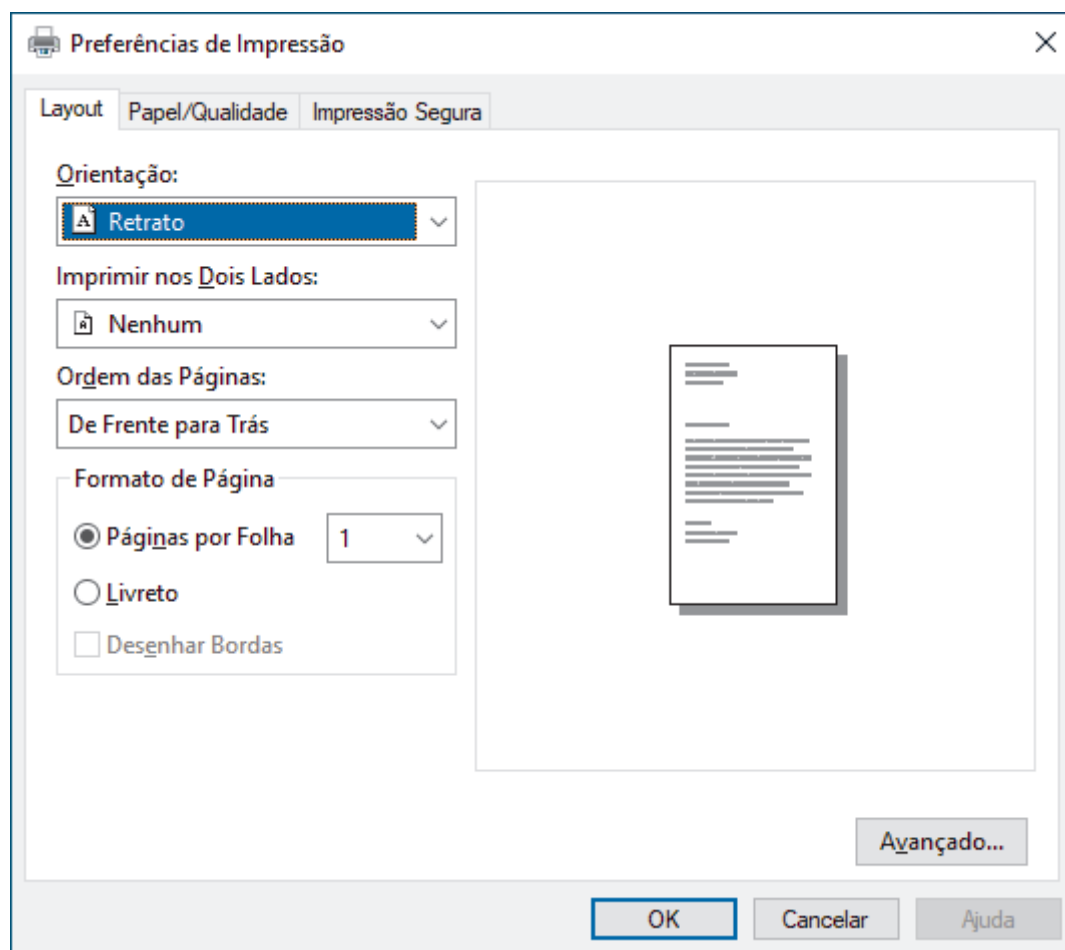 Preferências de Impressão
Layout
Papel/Qualidade
Impressão Segura
Orientação:
Retrato
Imprimir nos Dois Lados:
Nenhum
Ordem das Páginas:
De Frente para Trás
Formato de Página
Páginas por Folha
1
Livreto
Desenhar Bordas
Avançado...
OK
Cancelar
Ajuda